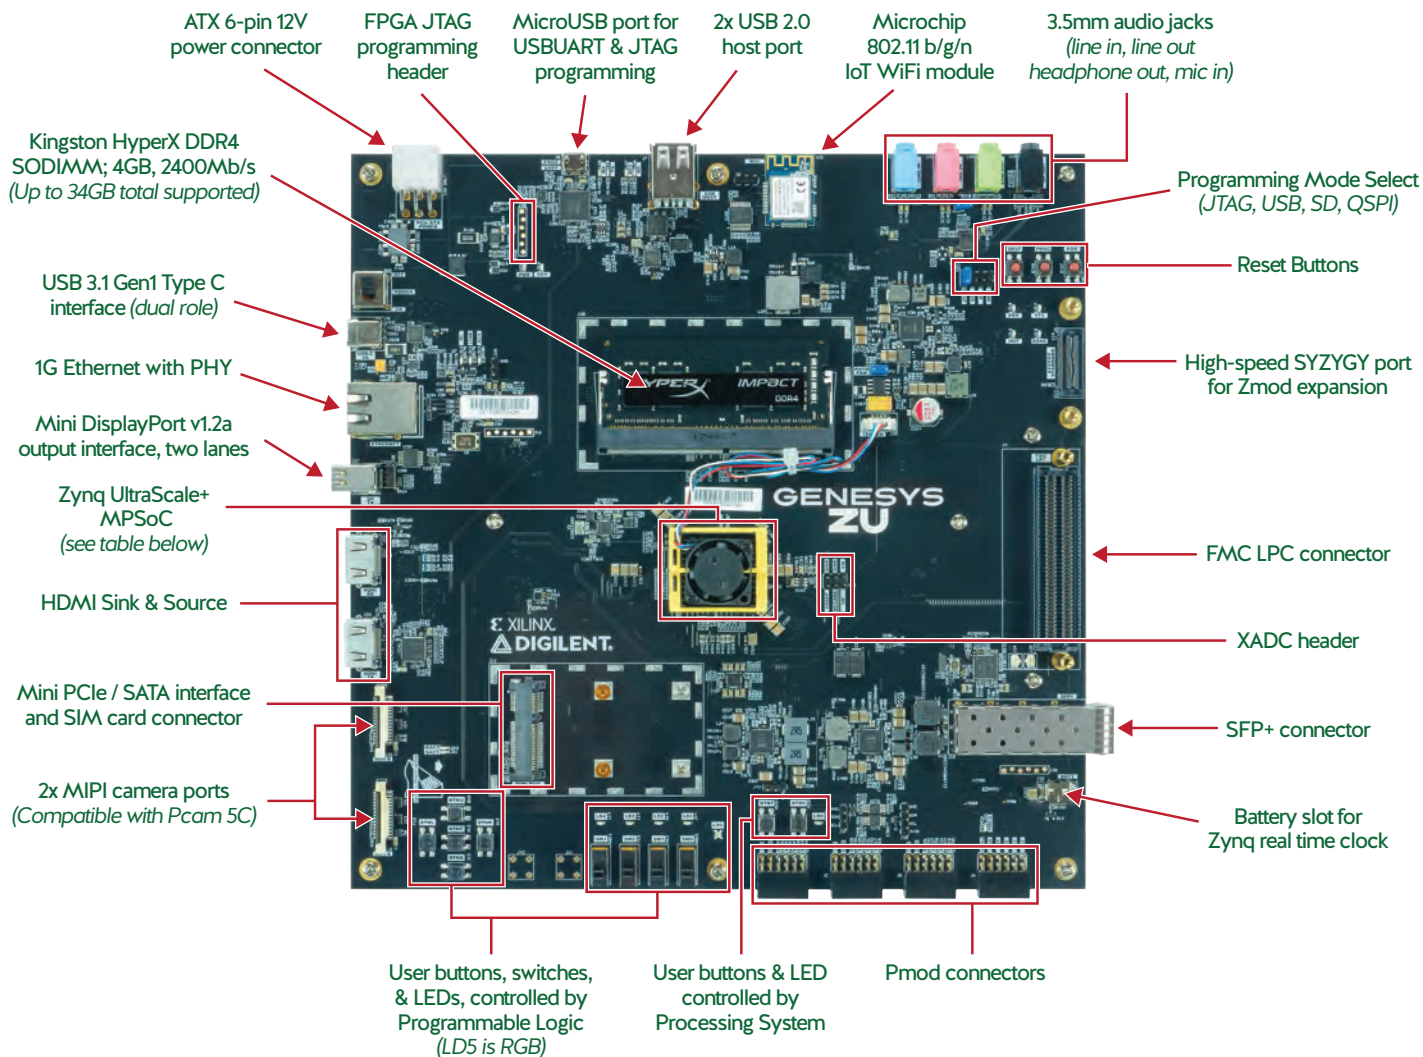 ATX 6-pin 12V
power connector
FPGA JTAG
programming
header
MicroUSB port for
USBUART & JTAG
programming
2x USB 2.0
host port
Microchip
802.11 b/g/n
IoT WiFi module
3.5mm audio jacks
(line in, line out
headphone out, mic in)
Kingston HyperX DDR4
SODIMM; 4GB, 2400Mb/s
(Up to 34GB total supported)
Programming Mode Select
(JTAG, USB, SD, QSPI)
Reset Buttons
USB 3.1 Gen1 Type C
interface (dual role)
1G Ethernet with PHY
High-speed SYZYGY port
for Zmod expansion
HYPERX IMPACT
DDR4
Mini DisplayPort v1.2a
output interface, two lanes
Zynq UltraScale+
MPSoC
(see table below)
GENESYS
ZU
FMC LPC connector
HDMI Sink & Source
XILINX
DIGILENT.
XADC header
Mini PCIe / SATA interface
and SIM card connector
SFP+ connector
2x MIPI camera ports
(Compatible with Pcam 5C)
Battery slot for
Zynq real time clock
User buttons, switches,
& LEDs, controlled by
Programmable Logic
(LD5 is RGB)
User buttons & LED
controlled by
Processing System
Pmod connectors